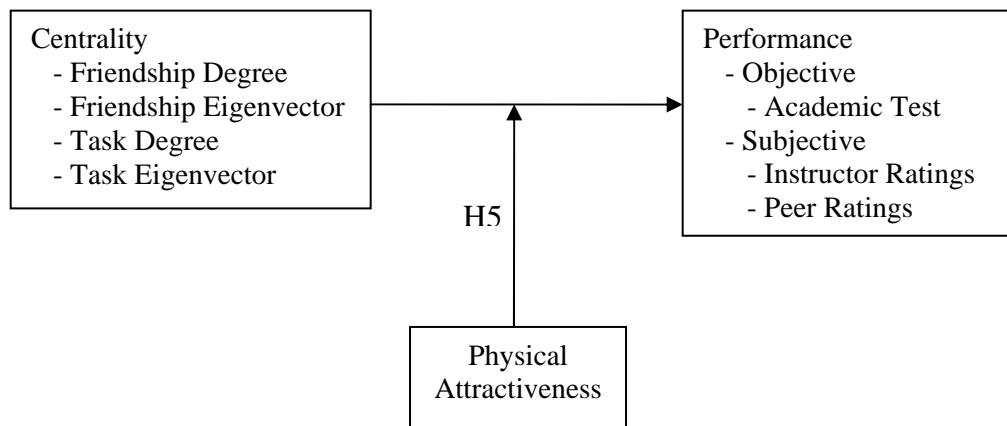 Centrality
- Friendship Degree
- Friendship Eigenvector
- Task Degree
- Task Eigenvector
Performance
- Objective
- Academic Test
- Subjective
- Instructor Ratings
- Peer Ratings
H5
Physical
Attractiveness